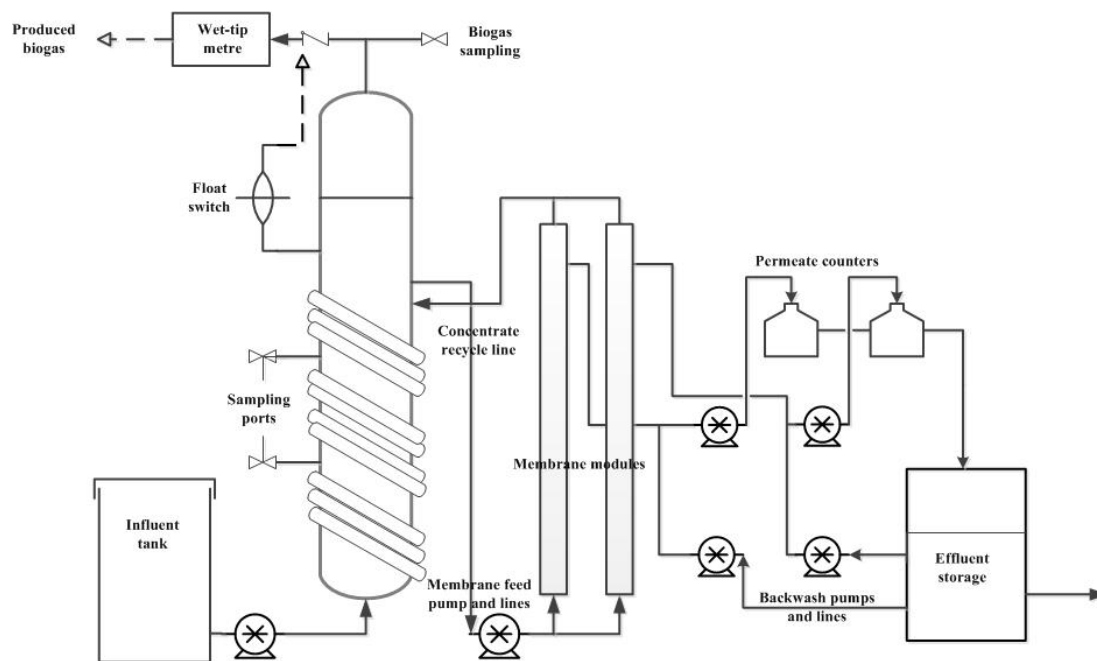 Produced
biogas
Wet-tip
metre
Biogas
sampling
Float
switch
Permeate counters
Concentrate
recycle line
Sampling
ports
Membrane modules
Influent
tank
Effluent
storage
Membrane feed
pump and lines
Backwash pumps
and lines